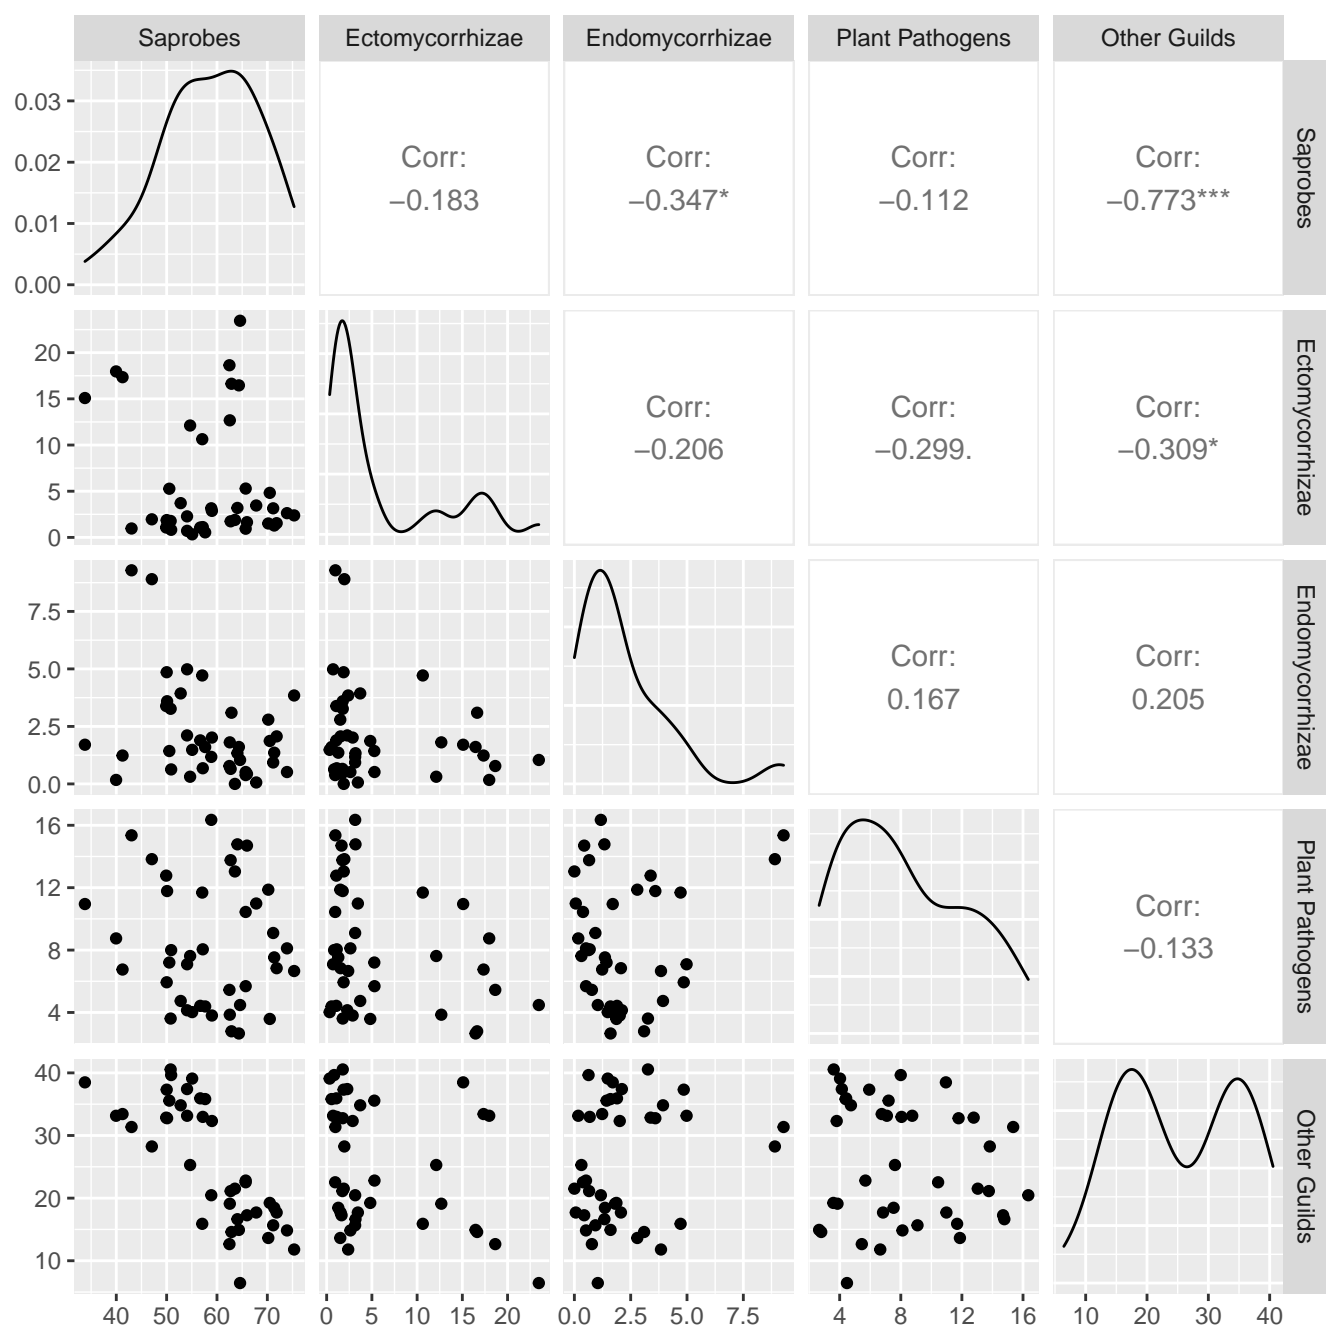 Saprobes Ectomycorrhizae Endomycorrhizae Plant Pathogens Other Guilds
0.03
0.02
0.01
0.00
Corr:
−0.183
Corr:
−0.347*
Corr:
−0.112
Corr:
−0.773***
Saprobes
20
15
10
5
0
Corr:
−0.206
Corr:
−0.299.
Corr:
−0.309*
Ectomycorrhizae
7.5
5.0
2.5
0.0
Corr:
0.167
Corr:
0.205
Endomycorrhizae
16
12
8
4
Corr:
−0.133
Plant Pathogens
40
30
20
10
Other Guilds
40 50 60 70 0 5 10 15 20 0.0 2.5 5.0 7.5 4 8 12 16 10 20 30 40